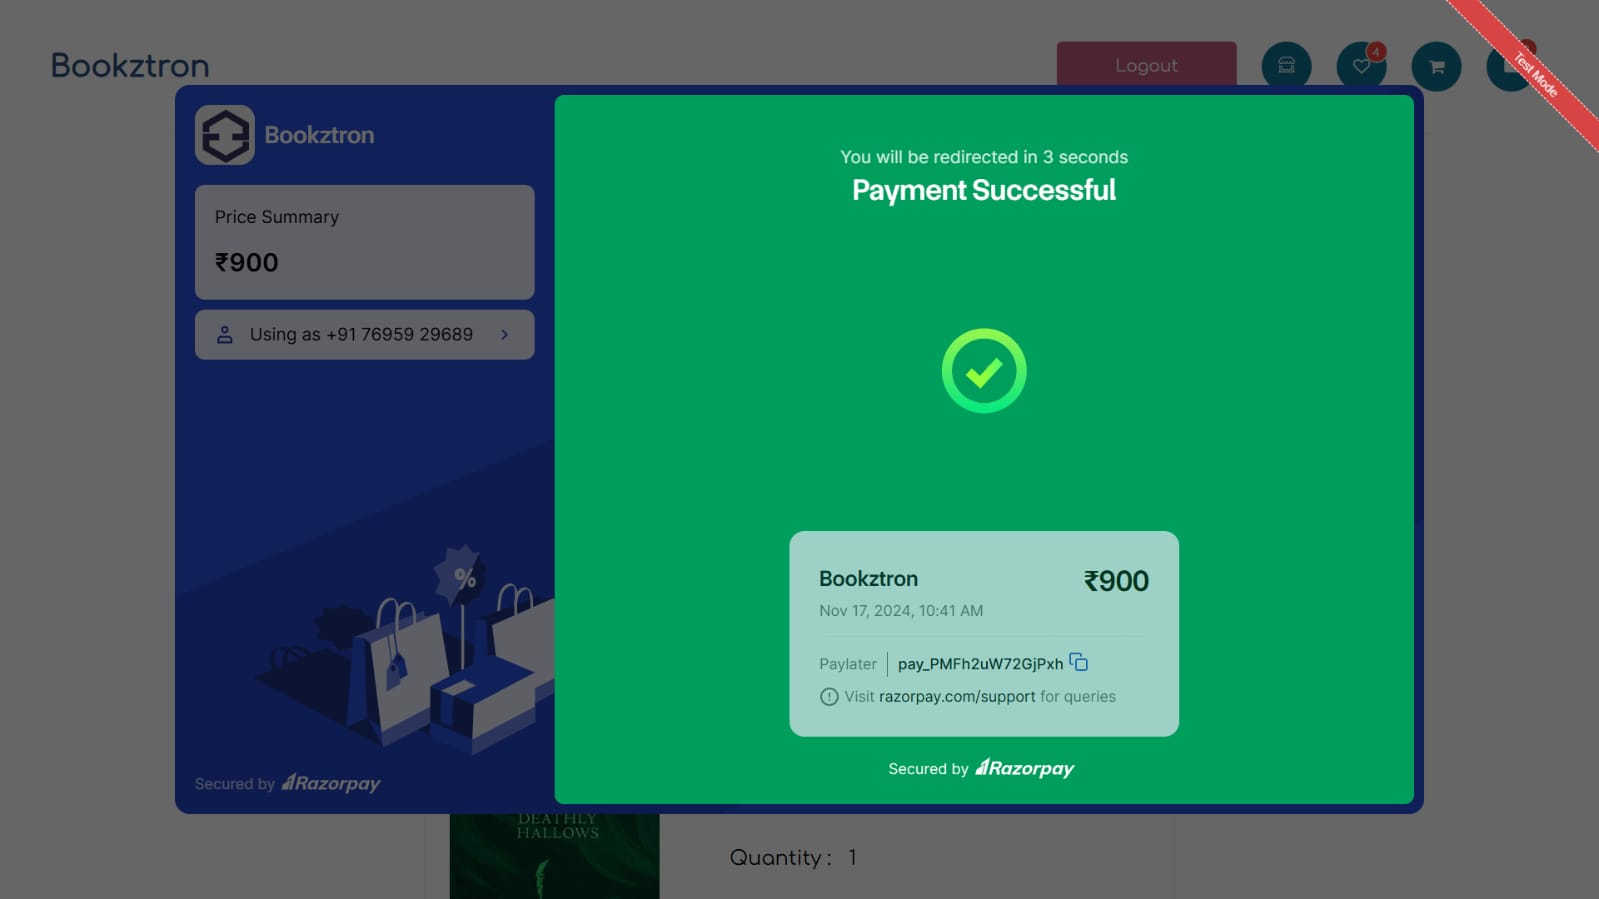 Bookztron
Logout
4
Test Mode
Bookztron
Price Summary
₹900
Using as +91 76959 29689
%
Secured by Razorpay
You will be redirected in 3 seconds
Payment Successful
Bookztron
₹900
Nov 17, 2024, 10:41 AM
Paylater
pay_PMFh2uW72GjPxh
Visit razorpay.com/support for queries
Secured by Razorpay
DEATHLY
HALLOWS
Quantity : 1